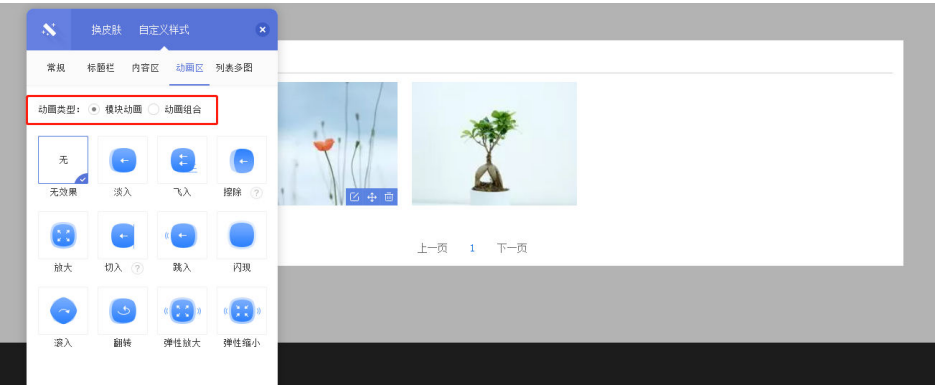 换皮肤 自定义样式
常规 标题栏 内容区 动画区 列表多图
动画类型: 模块动画 动画组合
无
无效果 淡入 飞入 擦除 ?
放大 切入 ? 跳入 闪现
滚入 翻转 弹性放大 弹性缩小
上一页 1 下一页